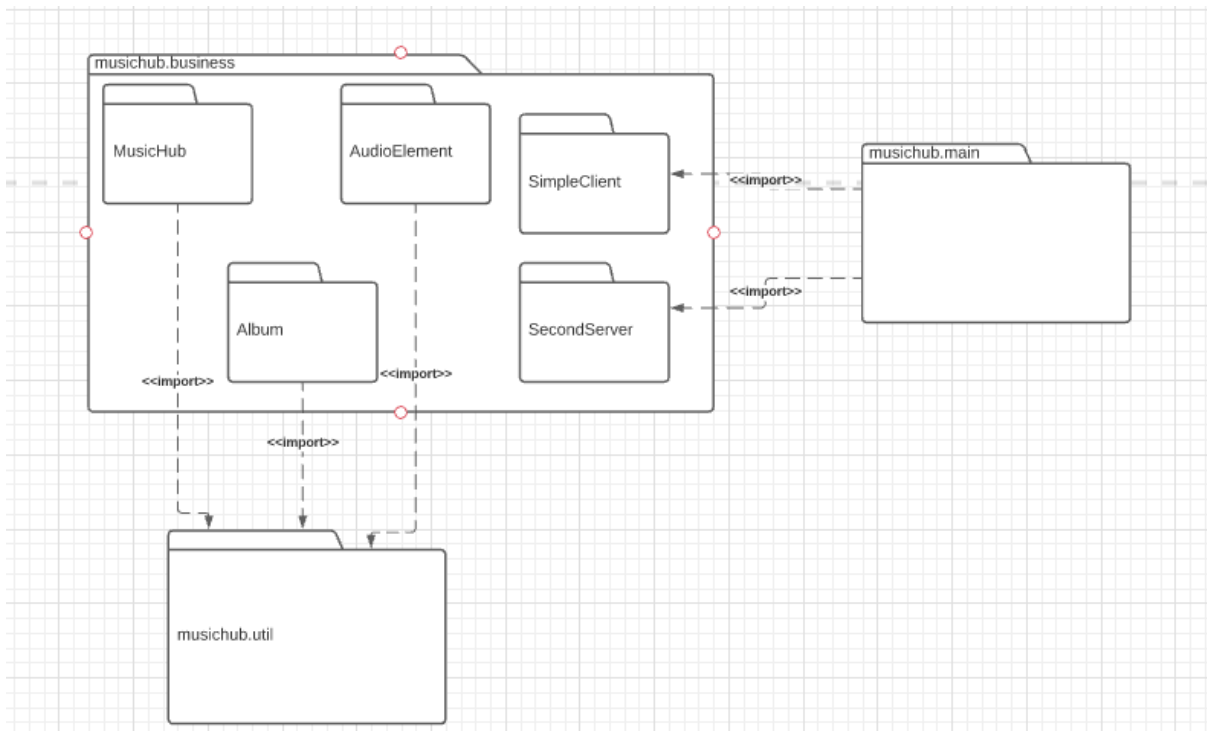 musichub.business
MusicHub
AudioElement
SimpleClient
<<import>>
musichub.main
Album
SecondServer
<<import>>
<<import>>
<<import>>
<<import>>
musichub.util